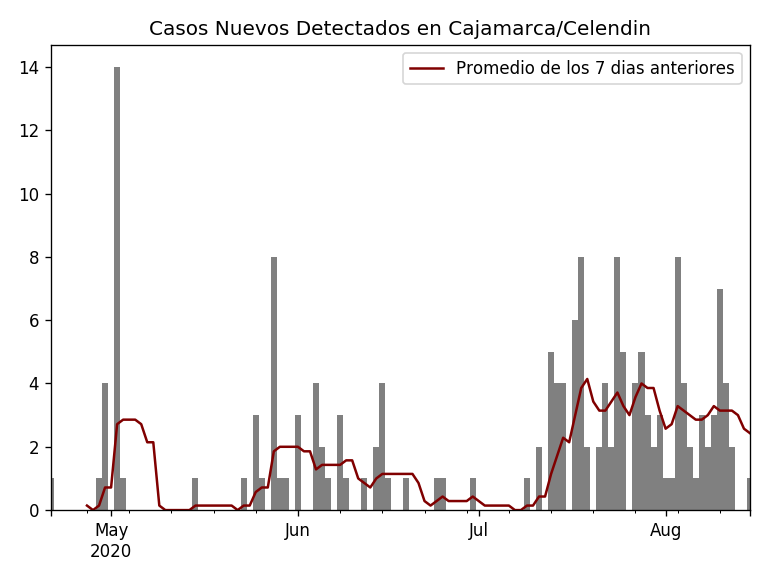 Casos Nuevos Detectados en Cajamarca/Celendin
Promedio de los 7 dias anteriores
14
12
10
8
6
4
2
0
May
2020
Jun
Jul
Aug